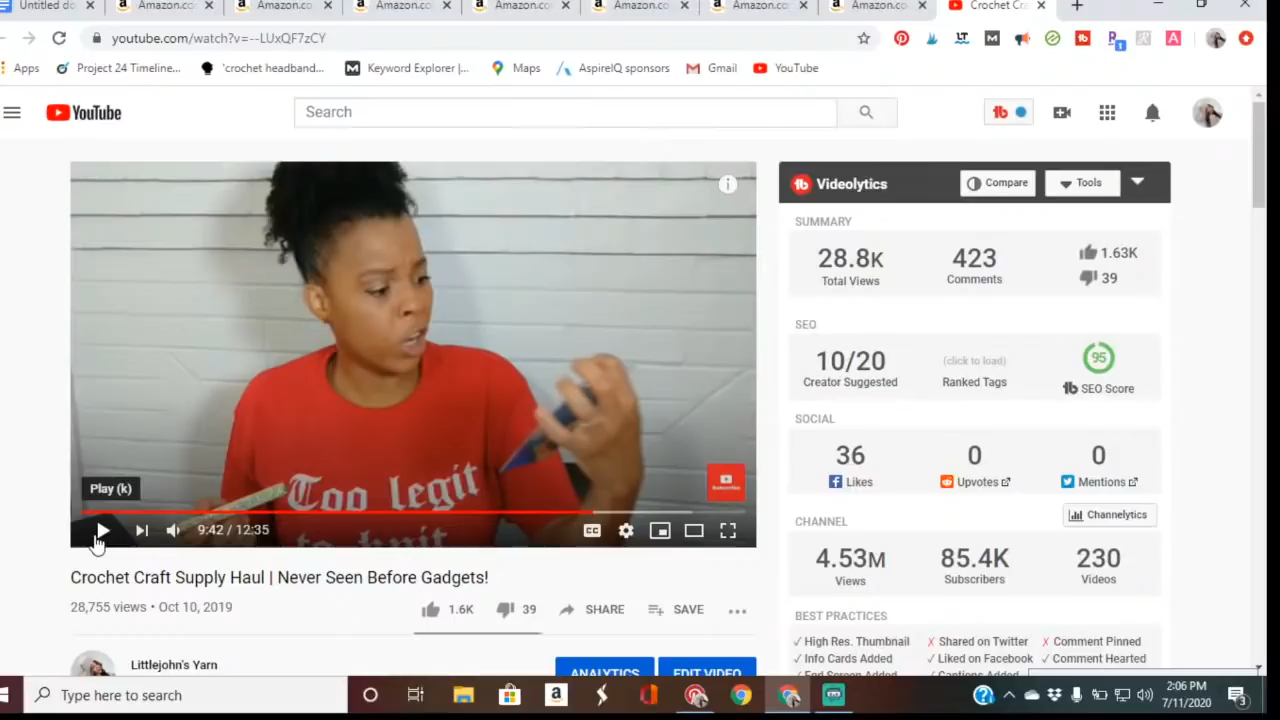 Untitled do
Amazon.co
Amazon.co
Amazon.co
Amazon.co
Amazon.co
Amazon.co
Amazon.co
Crochet Cr
youtube.com/watch?v=--LUxQF7zCY
Apps
Project 24 Timeline...
'crochet headband...
Keyword Explorer |...
Maps
AspireIQ sponsors
Gmail
YouTube
YouTube
Search
Videolytics
Compare
Tools
SUMMARY
28.8K
Total Views
423
Comments
1.63K
39
SEO
10/20
Creator Suggested
(click to load)
Ranked Tags
95
SEO Score
SOCIAL
36
Likes
0
Upvotes
0
Mentions
CHANNEL
Channelytics
4.53M
Views
85.4K
Subscribers
230
Videos
BEST PRACTICES
✓ High Res. Thumbnail
✗ Shared on Twitter
✗ Comment Pinned
✓ Info Cards Added
✓ Liked on Facebook
✓ Comment Hearted
Too legit
to knit
Subscribe
Play (k)
9:42 / 12:35
CC
Crochet Craft Supply Haul | Never Seen Before Gadgets!
28,755 views • Oct 10, 2019
1.6K
39
SHARE
SAVE
Littlejohn's Yarn
ANALYTICS
EDIT VIDEO
Type here to search
2:06 PM
7/11/2020
3